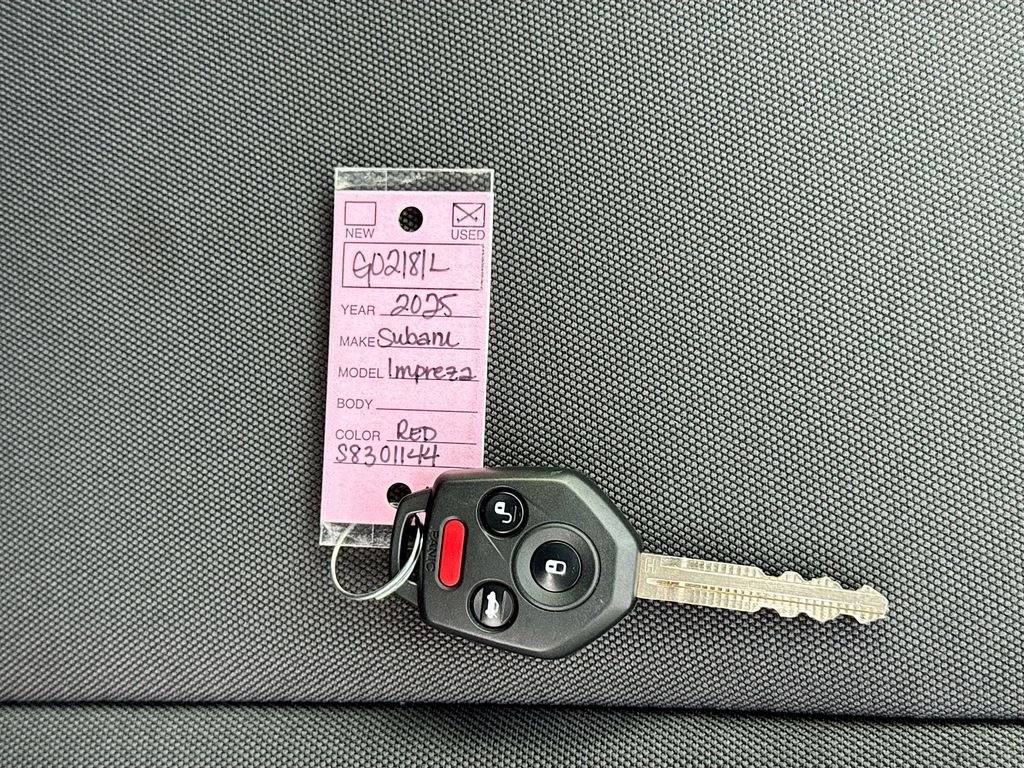 NEW USED
G02181L
YEAR 2025
MAKE Subaru
MODEL Impreza
BODY
COLOR RED
S8301144
PANIC
H